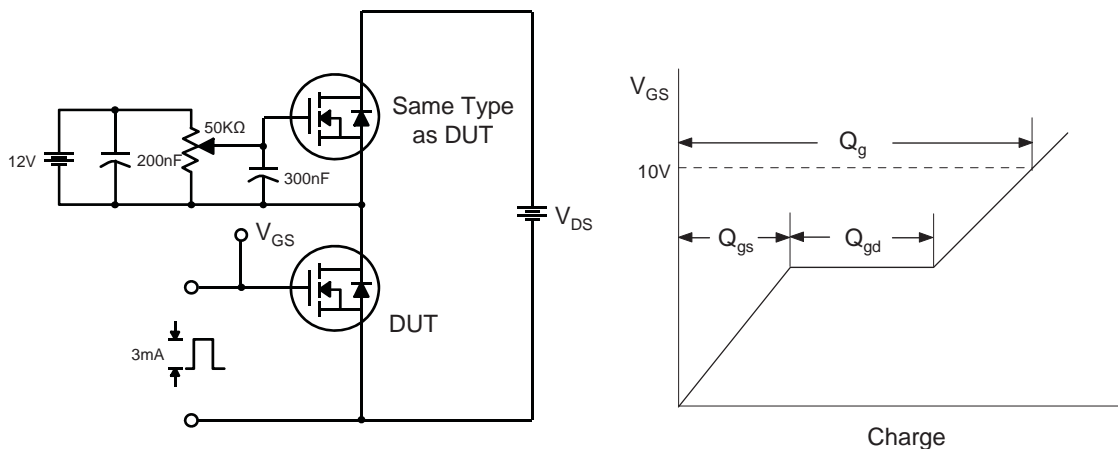 Same Type
as DUT
50KΩ
12V
200nF
300nF
V_GS
V_DS
DUT
3mA
V_GS
Q_g
10V
Q_gs
Q_gd
Charge